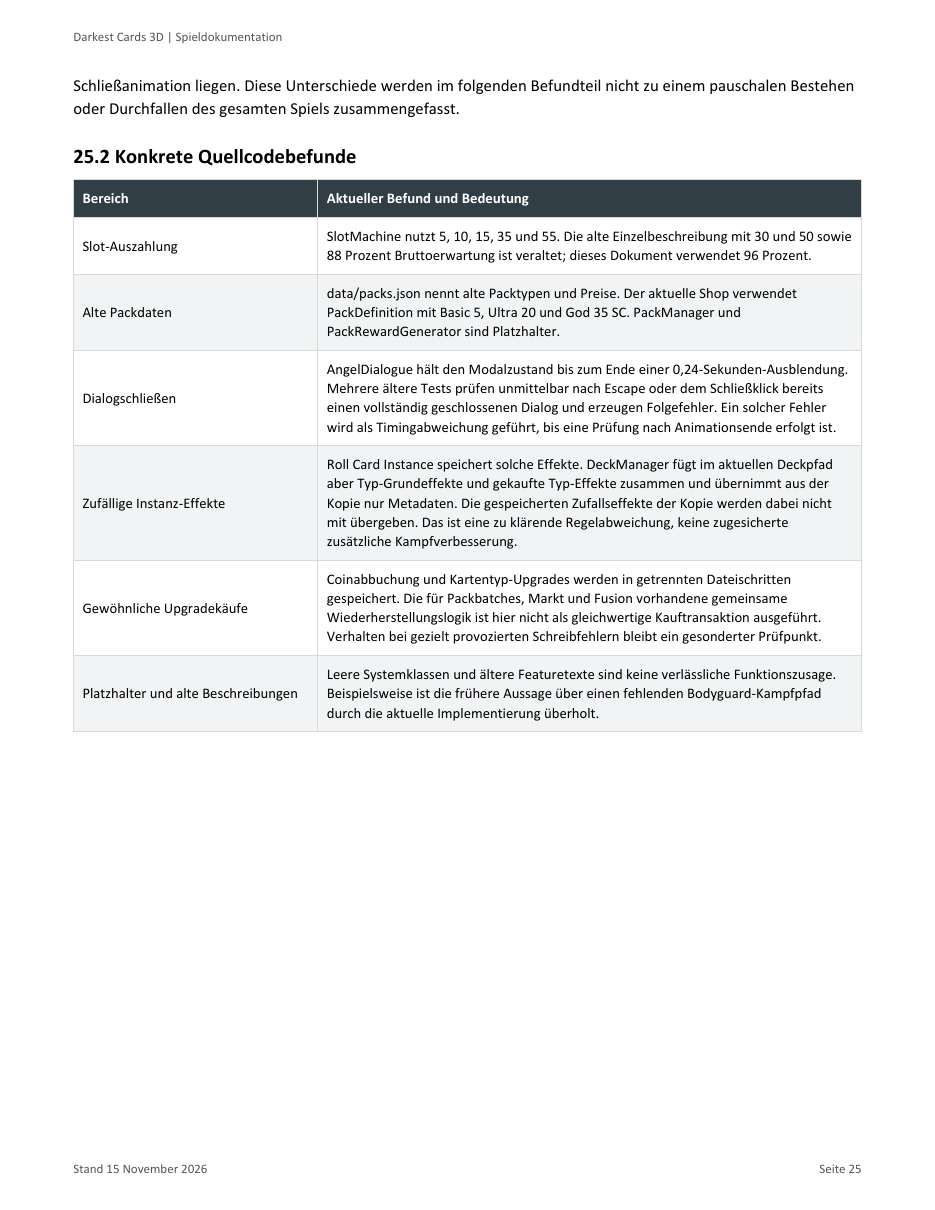 Darkest Cards 3D | Spieldokumentation
Schließanimation liegen. Diese Unterschiede werden im folgenden Befundteil nicht zu einem pauschalen Bestehen
oder Durchfallen des gesamten Spiels zusammengefasst.
25.2 Konkrete Quellcodebefunde
Bereich
Aktueller Befund und Bedeutung
Slot-Auszahlung
SlotMachine nutzt 5, 10, 15, 35 und 55. Die alte Einzelbeschreibung mit 30 und 50 sowie
88 Prozent Bruttoerwartung ist veraltet; dieses Dokument verwendet 96 Prozent.
Alte Packdaten
data/packs.json nennt alte Packtypen und Preise. Der aktuelle Shop verwendet
PackDefinition mit Basic 5, Ultra 20 und God 35 SC. PackManager und
PackRewardGenerator sind Platzhalter.
Dialogschließen
AngelDialogue hält den Modalzustand bis zum Ende einer 0,24-Sekunden-Ausblendung.
Mehrere ältere Tests prüfen unmittelbar nach Escape oder dem Schließklick bereits
einen vollständig geschlossenen Dialog und erzeugen Folgefehler. Ein solcher Fehler
wird als Timingabweichung geführt, bis eine Prüfung nach Animationsende erfolgt ist.
Zufällige Instanz-Effekte
Roll Card Instance speichert solche Effekte. DeckManager fügt im aktuellen Deckpfad
aber Typ-Grundeffekte und gekaufte Typ-Effekte zusammen und übernimmt aus der
Kopie nur Metadaten. Die gespeicherten Zufallseffekte der Kopie werden dabei nicht
mit übergeben. Das ist eine zu klärende Regelabweichung, keine zugesicherte
zusätzliche Kampfverbesserung.
Gewöhnliche Upgradekäufe
Coinabbuchung und Kartentyp-Upgrades werden in getrennten Dateischritten
gespeichert. Die für Packbatches, Markt und Fusion vorhandene gemeinsame
Wiederherstellungslogik ist hier nicht als gleichwertige Kauftransaktion ausgeführt.
Verhalten bei gezielt provozierten Schreibfehlern bleibt ein gesonderter Prüfpunkt.
Platzhalter und alte Beschreibungen
Leere Systemklassen und ältere Featuretexte sind keine verlässliche Funktionszusage.
Beispielsweise ist die frühere Aussage über einen fehlenden Bodyguard-Kampfpfad
durch die aktuelle Implementierung überholt.
Stand 15 November 2026
Seite 25